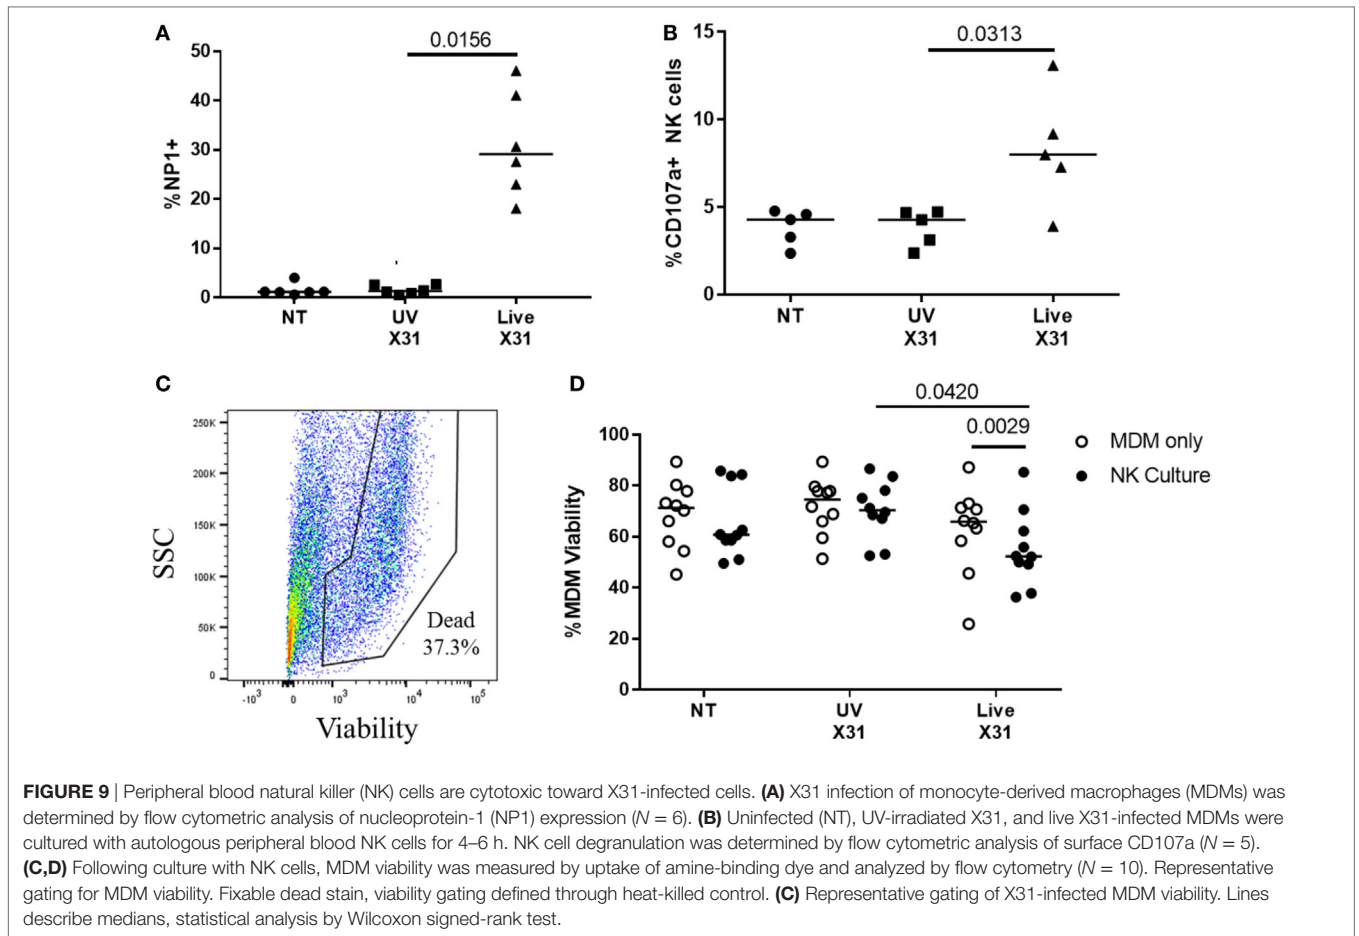 A
0.0156
50
40
30
20
10
0
%NP1+
NT
UV
X31
Live
X31
B
0.0313
15
10
5
0
%CD107a+ NK cells
NT
UV
X31
Live
X31
C
250K
200K
150K
100K
50K
0
SSC
Dead
37.3%
-10³ 0 10³ 10⁴ 10⁵
Viability
D
0.0420
0.0029
MDM only
NK Culture
100
80
60
40
20
0
%MDM Viability
NT
UV
X31
Live
X31
FIGURE 9 | Peripheral blood natural killer (NK) cells are cytotoxic toward X31-infected cells. (A) X31 infection of monocyte-derived macrophages (MDMs) was
determined by flow cytometric analysis of nucleoprotein-1 (NP1) expression (N = 6). (B) Uninfected (NT), UV-irradiated X31, and live X31-infected MDMs were
cultured with autologous peripheral blood NK cells for 4–6 h. NK cell degranulation was determined by flow cytometric analysis of surface CD107a (N = 5).
(C,D) Following culture with NK cells, MDM viability was measured by uptake of amine-binding dye and analyzed by flow cytometry (N = 10). Representative
gating for MDM viability. Fixable dead stain, viability gating defined through heat-killed control. (C) Representative gating of X31-infected MDM viability. Lines
describe medians, statistical analysis by Wilcoxon signed-rank test.